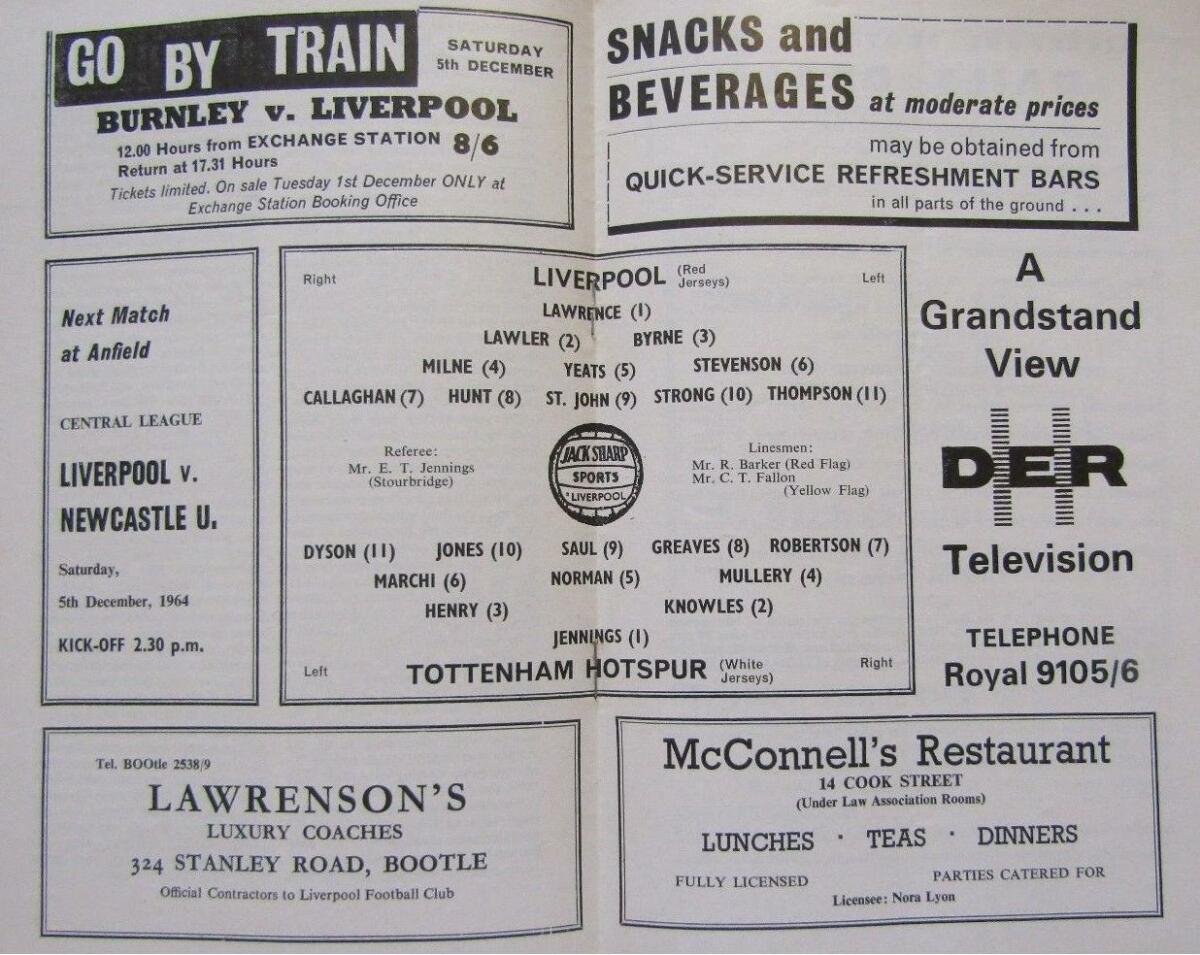 GO BY TRAIN
SATURDAY
5th DECEMBER
BURNLEY v. LIVERPOOL
12.00 Hours from EXCHANGE STATION 8/6
Return at 17.31 Hours
Tickets limited. On sale Tuesday 1st December ONLY at
Exchange Station Booking Office
SNACKS and
BEVERAGES at moderate prices
may be obtained from
QUICK-SERVICE REFRESHMENT BARS
in all parts of the ground . . .
Next Match
at Anfield
CENTRAL LEAGUE
LIVERPOOL v.
NEWCASTLE U.
Saturday,
5th December, 1964
KICK-OFF 2.30 p.m.
Right LIVERPOOL (Red Jerseys) Left
LAWRENCE (1)
LAWLER (2) BYRNE (3)
MILNE (4) YEATS (5) STEVENSON (6)
CALLAGHAN (7) HUNT (8) ST. JOHN (9) STRONG (10) THOMPSON (11)
Referee:
Mr. E. T. Jennings
(Stourbridge)
JACK SHARP
SPORTS
LIVERPOOL
Linesmen:
Mr. R. Barker (Red Flag)
Mr. C. T. Fallon
(Yellow Flag)
DYSON (11) JONES (10) SAUL (9) GREAVES (8) ROBERTSON (7)
MARCHI (6) NORMAN (5) MULLERY (4)
HENRY (3) KNOWLES (2)
JENNINGS (1)
Left TOTTENHAM HOTSPUR (White Jerseys) Right
A
Grandstand
View
DER
Television
TELEPHONE
Royal 9105/6
Tel. BOOtle 2538/9
LAWRENSON'S
LUXURY COACHES
324 STANLEY ROAD, BOOTLE
Official Contractors to Liverpool Football Club
McConnell's Restaurant
14 COOK STREET
(Under Law Association Rooms)
LUNCHES · TEAS · DINNERS
FULLY LICENSED PARTIES CATERED FOR
Licensee: Nora Lyon